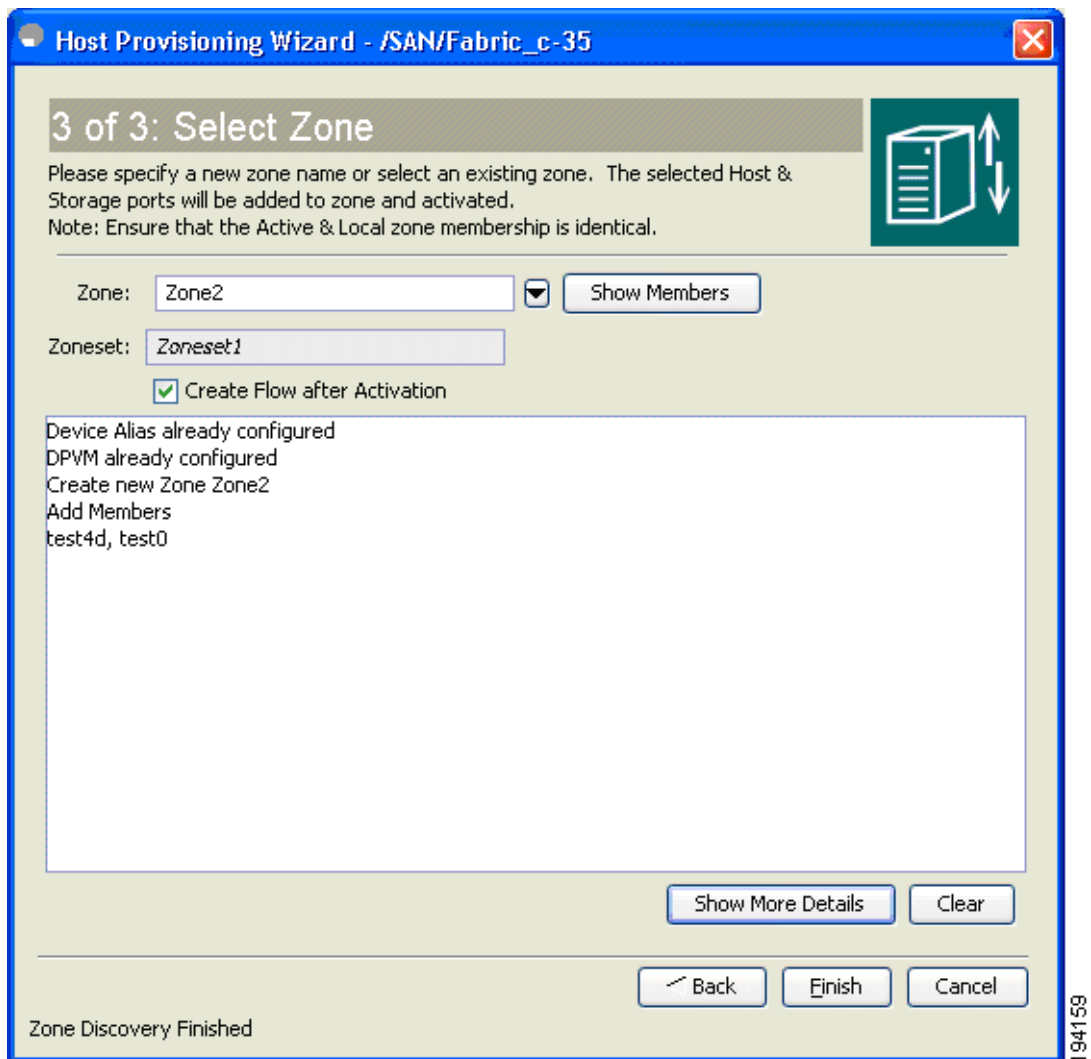 Host Provisioning Wizard - /SAN/Fabric_c-35
3 of 3: Select Zone
Please specify a new zone name or select an existing zone. The selected Host &
Storage ports will be added to zone and activated.
Note: Ensure that the Active & Local zone membership is identical.
Zone: Zone2 Show Members
Zoneset: Zoneset1
Create Flow after Activation
Device Alias already configured
DPVM already configured
Create new Zone Zone2
Add Members
test4d, test0
Show More Details Clear
Back Finish Cancel
Zone Discovery Finished
194159